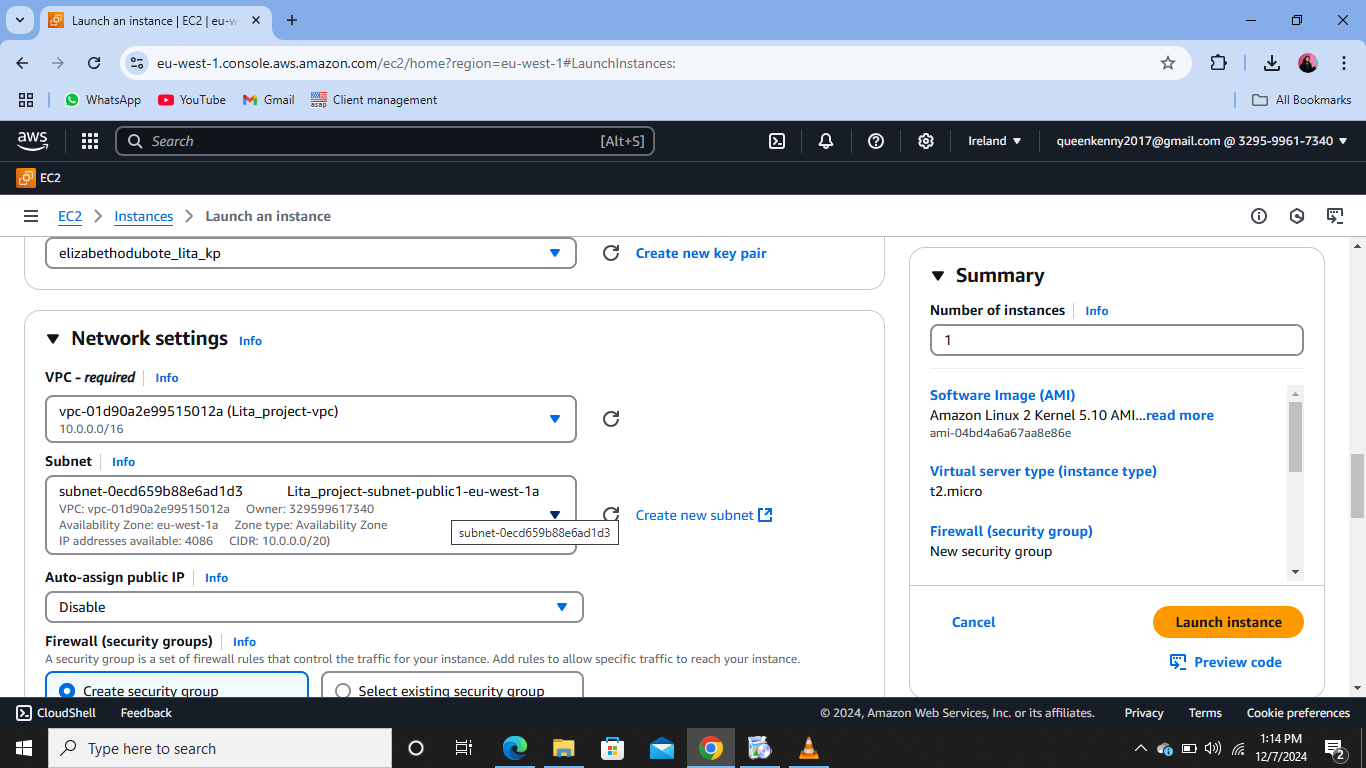 Launch an instance | EC2 | eu-w
eu-west-1.console.aws.amazon.com/ec2/home?region=eu-west-1#LaunchInstances:
WhatsApp
YouTube
Gmail
asap
Client management
All Bookmarks
aws
Search
[Alt+S]
Ireland
queenkenny2017@gmail.com @ 3295-9961-7340
EC2
EC2
Instances
Launch an instance
elizabethodubote_lita_kp
Create new key pair
Network settings
Info
VPC - required
Info
vpc-01d90a2e99515012a (Lita_project-vpc)
10.0.0.0/16
Subnet
Info
subnet-0ecd659b88e6ad1d3 Lita_project-subnet-public1-eu-west-1a
VPC: vpc-01d90a2e99515012a Owner: 329599617340
Availability Zone: eu-west-1a Zone type: Availability Zone
IP addresses available: 4086 CIDR: 10.0.0.0/20)
subnet-0ecd659b88e6ad1d3
Create new subnet
Auto-assign public IP
Info
Disable
Firewall (security groups)
Info
A security group is a set of firewall rules that control the traffic for your instance. Add rules to allow specific traffic to reach your instance.
Create security group
Select existing security group
Summary
Number of instances
Info
1
Software Image (AMI)
Amazon Linux 2 Kernel 5.10 AMI...read more
ami-04bd4a6a67aa8e86e
Virtual server type (instance type)
t2.micro
Firewall (security group)
New security group
Cancel
Launch instance
Preview code
CloudShell
Feedback
© 2024, Amazon Web Services, Inc. or its affiliates.
Privacy
Terms
Cookie preferences
Type here to search
1:14 PM
12/7/2024
2